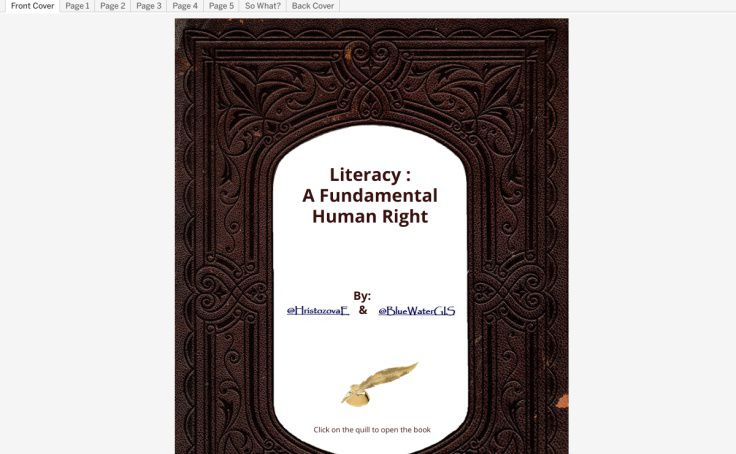 Front Cover Page 1 Page 2 Page 3 Page 4 Page 5 So What? Back Cover
Literacy :
A Fundamental
Human Right
By:
@HristozovaE & @BlueWaterGIS
Click on the quill to open the book